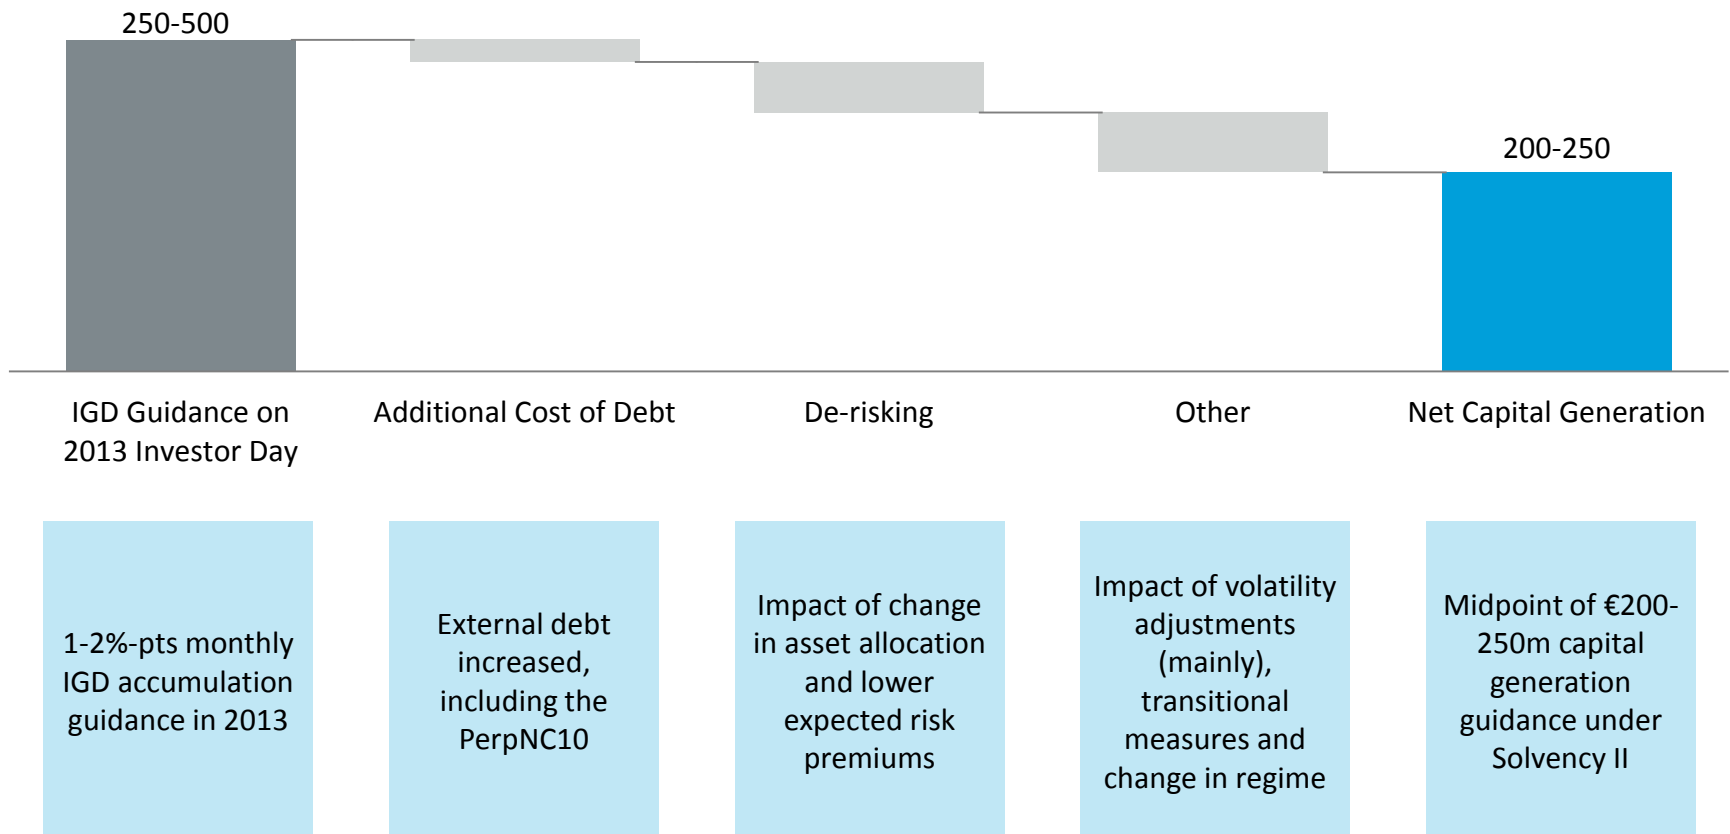 250-500
200-250
IGD Guidance on
2013 Investor Day
Additional Cost of Debt
De-risking
Other
Net Capital Generation
1-2%-pts monthly
IGD accumulation
guidance in 2013
External debt
increased,
including the
PerpNC10
Impact of change
in asset allocation
and lower
expected risk
premiums
Impact of volatility
adjustments
(mainly),
transitional
measures and
change in regime
Midpoint of €200-
250m capital
generation
guidance under
Solvency II